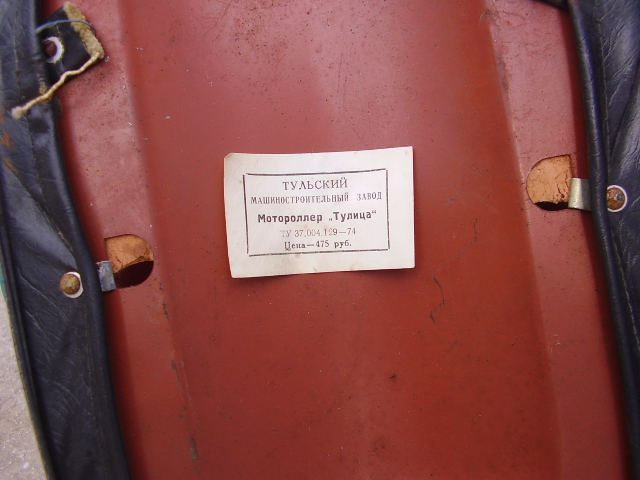 ТУЛЬСКИЙ
МАШИНОСТРОИТЕЛЬНЫЙ ЗАВОД
Мотороллер „Тулица“
ТУ 37.004.129—74
Цена—475 руб.